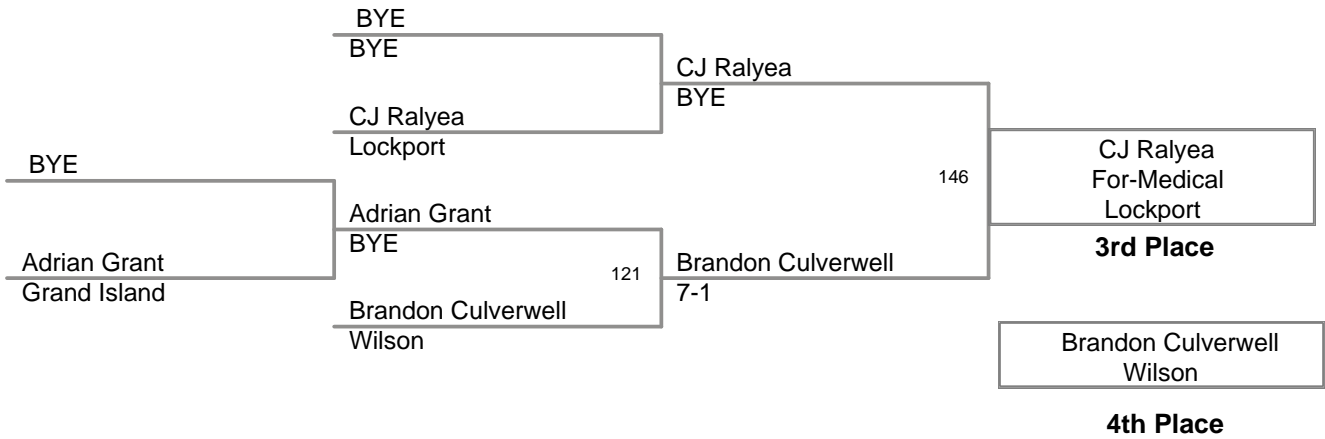 BYE
BYE
CJ Ralyea
BYE
CJ Ralyea
Lockport
BYE
146
CJ Ralyea
For-Medical
Lockport
3rd Place
Adrian Grant
BYE
Adrian Grant
Grand Island
121
Brandon Culverwell
7-1
Brandon Culverwell
Wilson
Brandon Culverwell
Wilson
4th Place